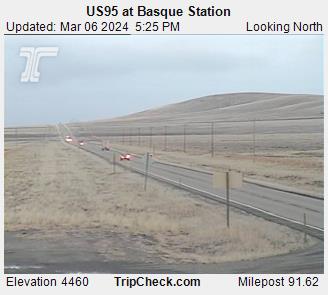 US95 at Basque Station
Updated: Mar 06 2024 5:25 PM Looking North
Elevation 4460 TripCheck.com Milepost 91.62